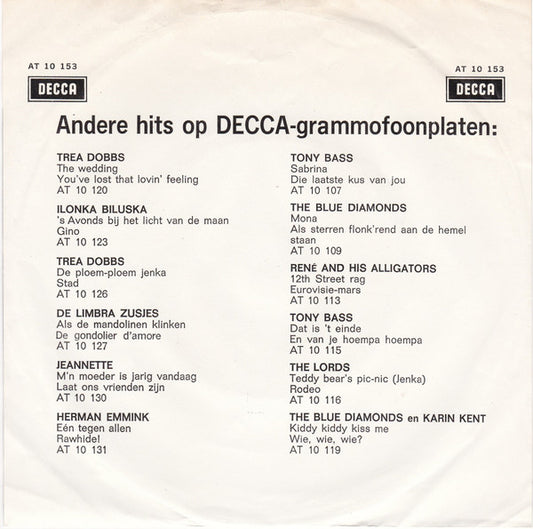 AT 10 153
DECCA
AT 10 153
DECCA
Andere hits op DECCA-grammofoonplaten:
TREA DOBBS
The wedding
You've lost that lovin' feeling
AT 10 120
ILONKA BILUSKA
's Avonds bij het licht van de maan
Gino
AT 10 123
TREA DOBBS
De ploem-ploem jenka
Stad
AT 10 126
DE LIMBRA ZUSJES
Als de mandolinen klinken
De gondolier d'amore
AT 10 127
JEANNETTE
M'n moeder is jarig vandaag
Laat ons vrienden zijn
AT 10 130
HERMAN EMMINK
Eén tegen allen
Rawhide!
AT 10 131
TONY BASS
Sabrina
Die laatste kus van jou
AT 10 107
THE BLUE DIAMONDS
Mona
Als sterren flonk'rend aan de hemel
staan
AT 10 109
RENÉ AND HIS ALLIGATORS
12th Street rag
Eurovisie-mars
AT 10 113
TONY BASS
Dat is 't einde
En van je hoempa hoempa
AT 10 115
THE LORDS
Teddy bear's pic-nic (Jenka)
Rodeo
AT 10 116
THE BLUE DIAMONDS en KARIN KENT
Kiddy kiddy kiss me
Wie, wie, wie?
AT 10 119